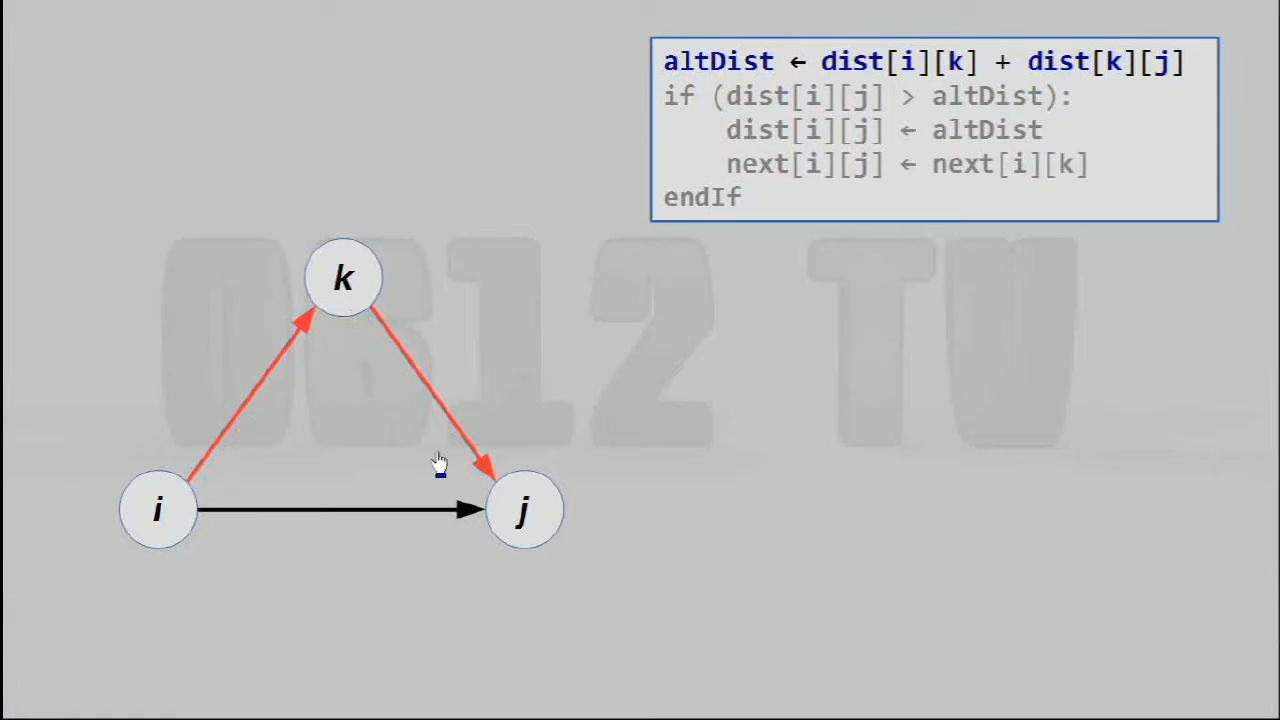 altDist ← dist[i][k] + dist[k][j]
if (dist[i][j] > altDist):
dist[i][j] ← altDist
next[i][j] ← next[i][k]
endIf
0612 TV
k
i
j